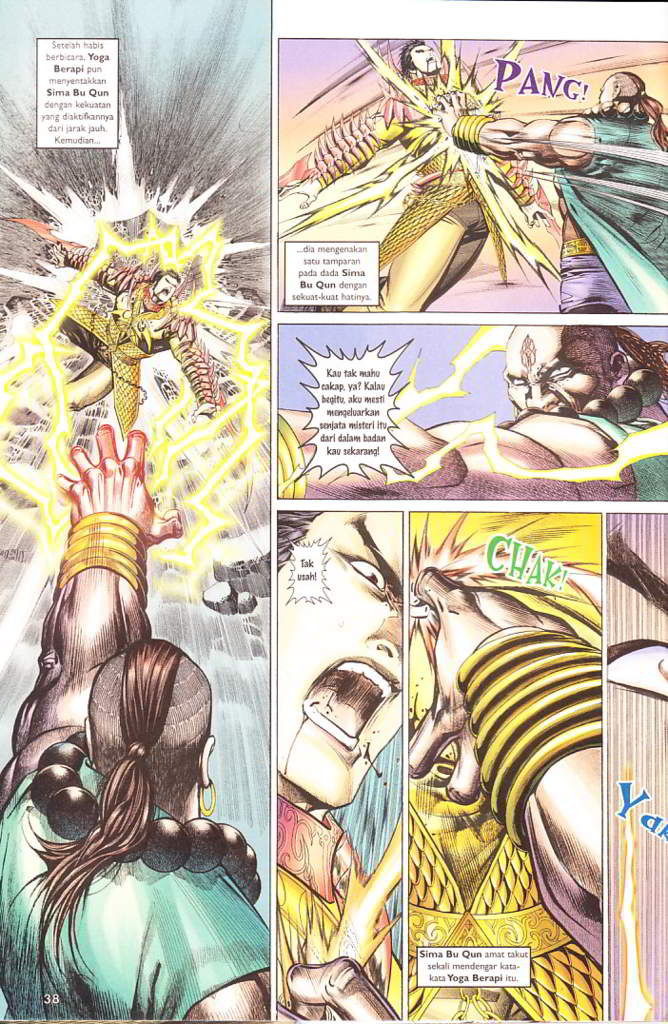 Setelah habis
berbicara, Yoga
Berapi pun
menyentakkan
Sima Bu Qun
dengan kekuatan
yang diaktifkannya
dari jarak jauh.
Kemudian...
PANG!
...dia mengenakan
satu tamparan
pada dada Sima
Bu Qun dengan
sekuat-kuat hatinya.
Kau tak mahu
cakap, ya? Kalau
begitu, aku mesti
mengeluarkan
senjata misteri itu
dari dalam badan
kau sekarang!
Tak
usah!
CHAK!
Sima Bu Qun amat takut
sekali mendengar kata-
kata Yoga Berapi itu.
38